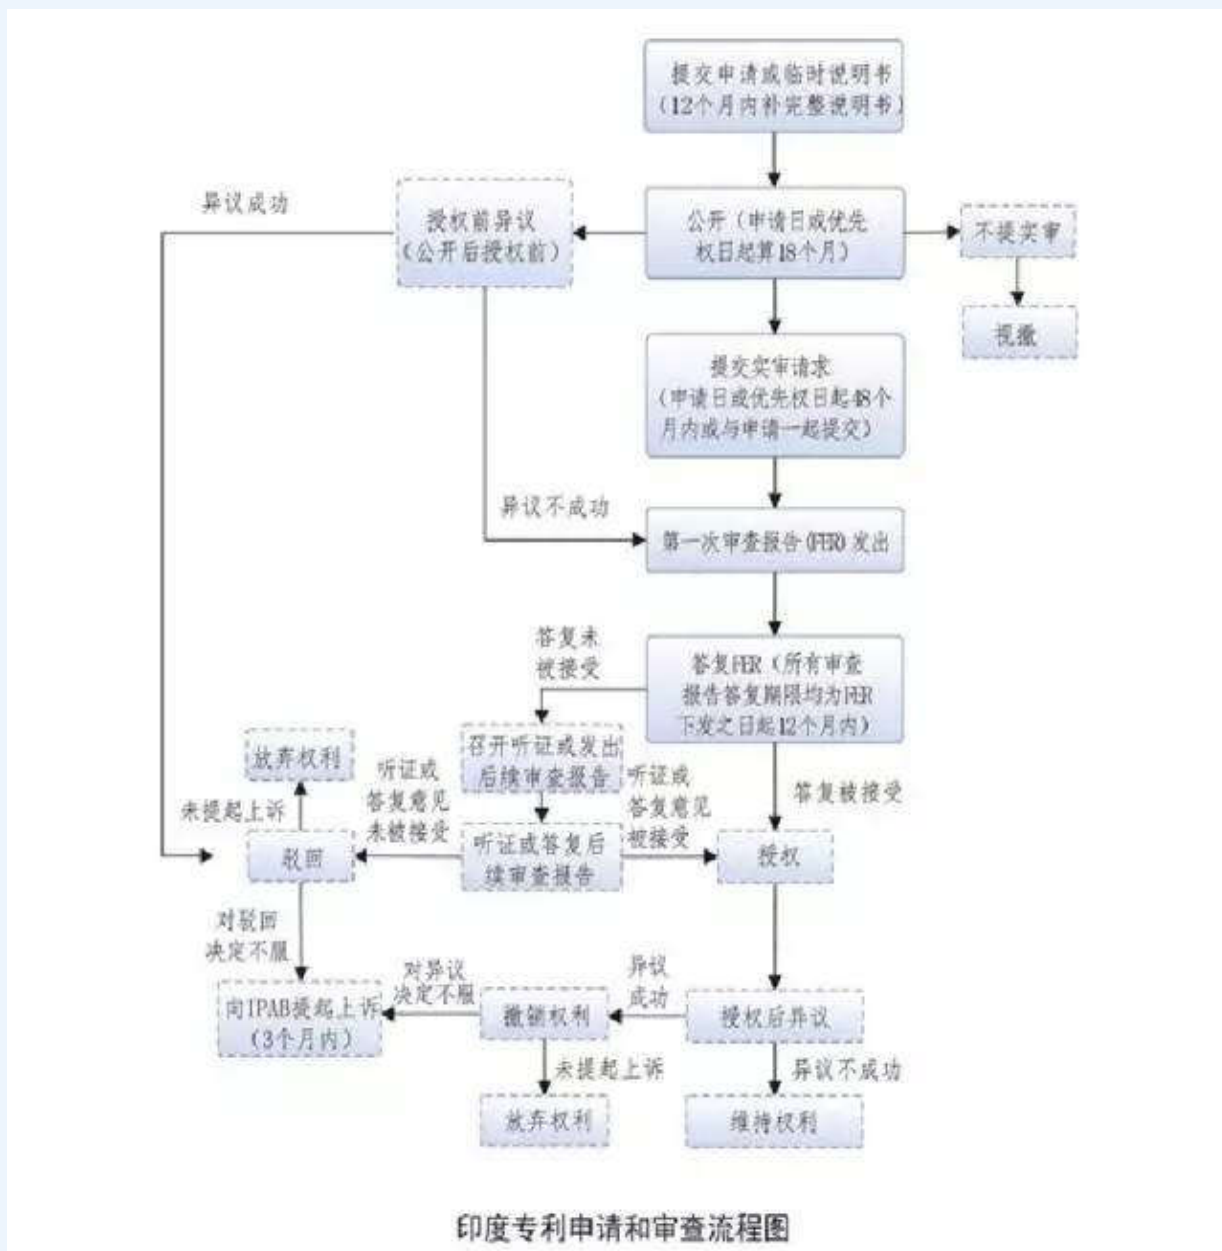 提交申请或临时说明书
（12个月内补完整说明书）
异议成功
授权前异议
（公开后授权前）
公开（申请日或优先
权日起算18个月）
不提实审
视撤
提交实审请求
（申请日或优先权日起48个
月内或与申请一起提交）
异议不成功
第一次审查报告(FER)发出
答复未
被接受
答复FER（所有审查
报告答复期限均为FER
下发之日起12个月内）
召开听证或发出
后续审查报告
放弃权利
听证或
答复意见
未被接受
听证或
答复意见
被接受
答复被接受
未提起上诉
驳回
听证或答复后
续审查报告
授权
对驳回
决定不服
对异议
决定不服
异议
成功
向IPAB提起上诉
（3个月内）
撤销权利
授权后异议
未提起上诉
异议不成功
放弃权利
维持权利
印度专利申请和审查流程图